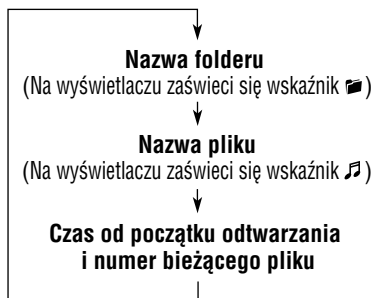 Nazwa folderu
(Na wyświetlaczu zaświeci się wskaźnik )
Nazwa pliku
(Na wyświetlaczu zaświeci się wskaźnik )
Czas od początku odtwarzania
i numer bieżącego pliku